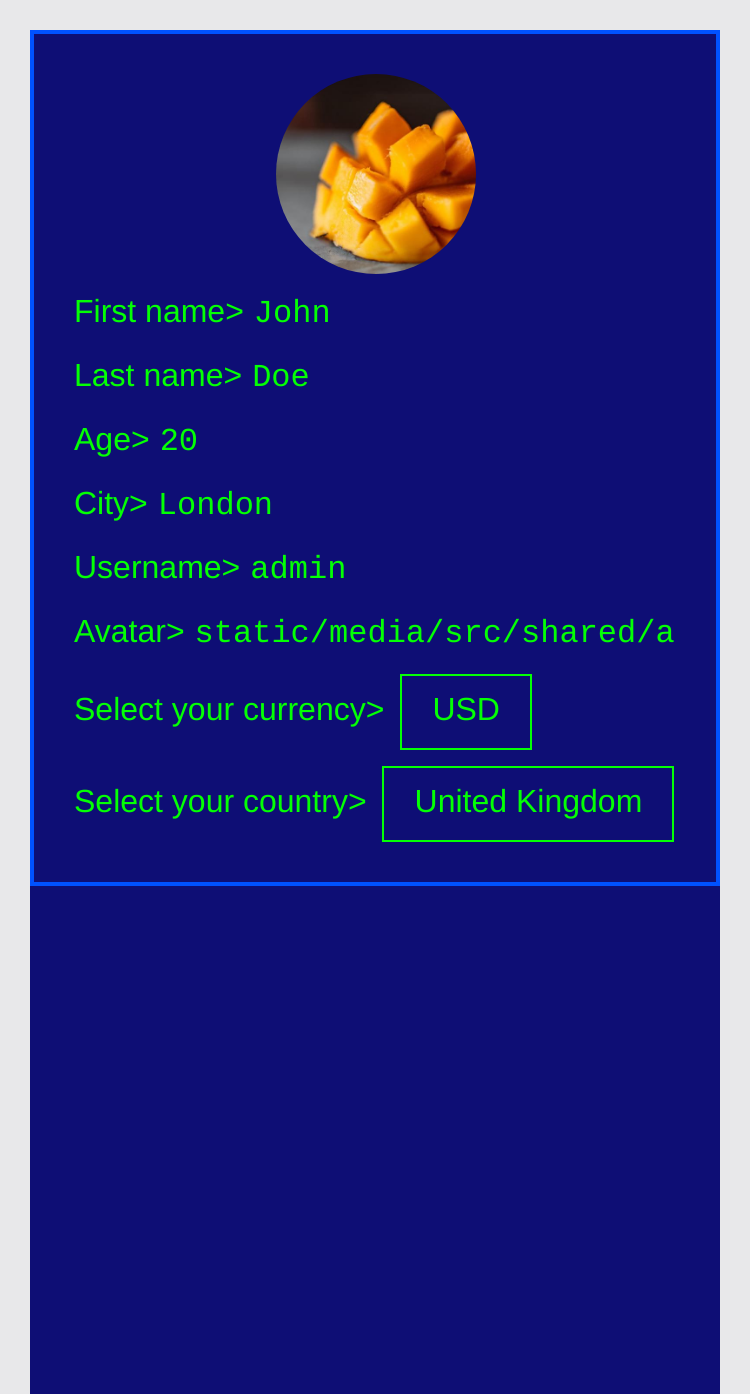 First name> John
Last name> Doe
Age> 20
City> London
Username> admin
Avatar> static/media/src/shared/a
Select your currency> USD
Select your country> United Kingdom